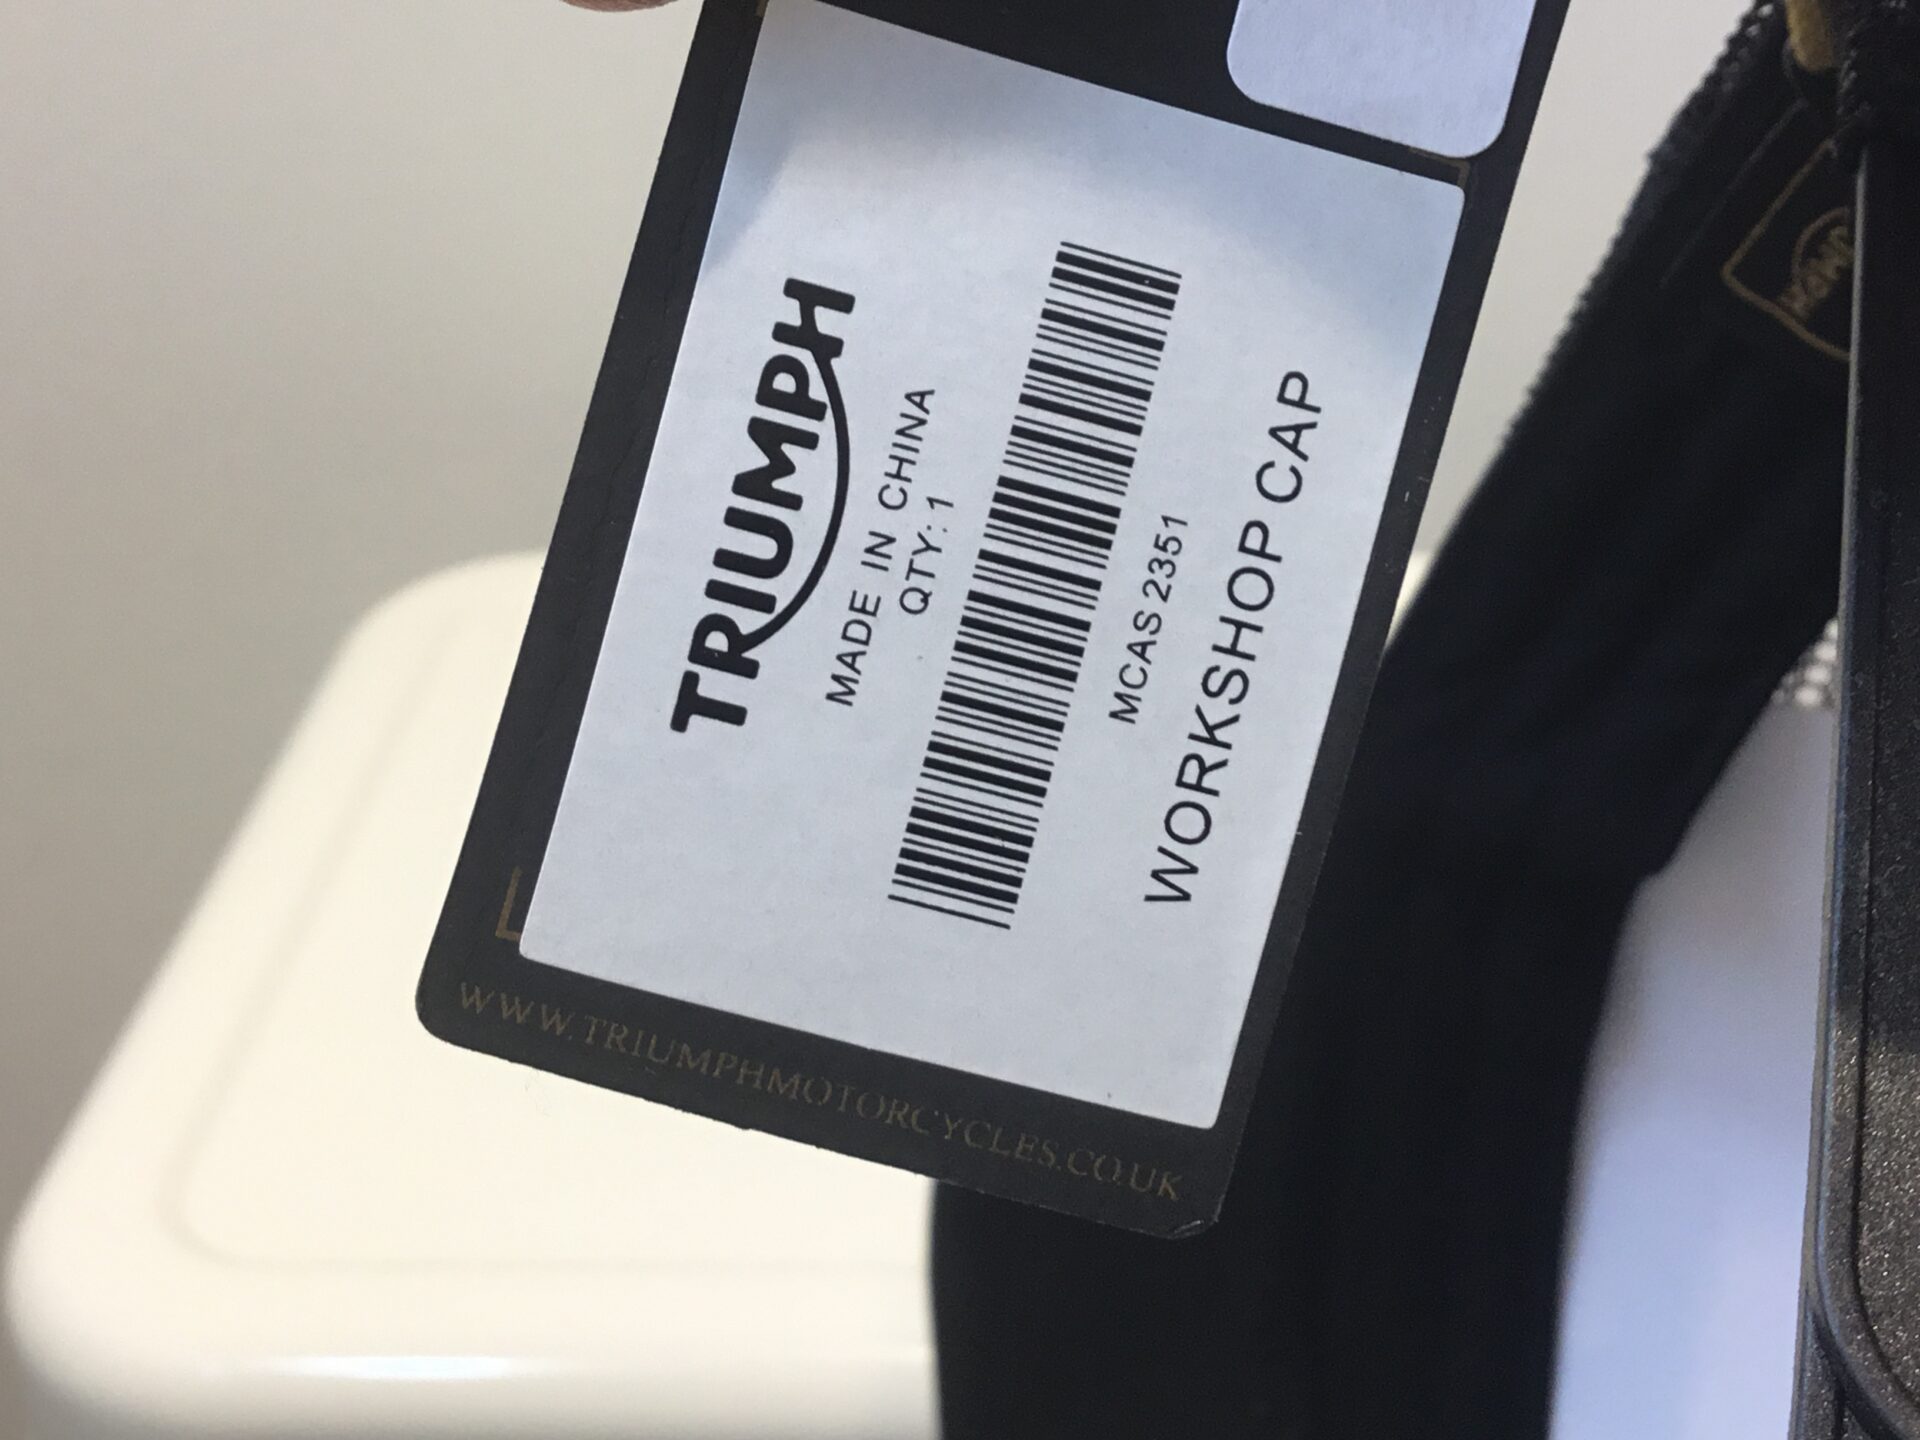 TRIUMPH
MADE IN CHINA
QTY: 1
MCAS 2351
WORKSHOP CAP
WWW.TRIUMPHMOTORCYCLES.CO.UK